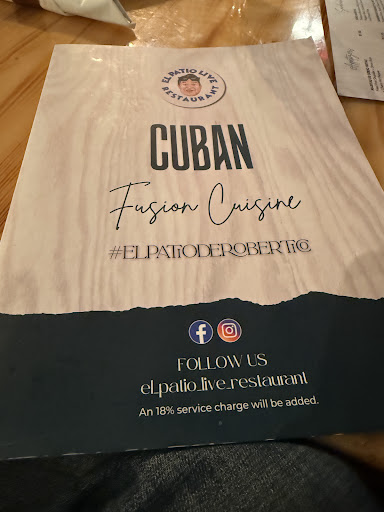 EL PATIO LIVE
RESTAURANT
CUBAN
Fusion Cuisine
#ELPATIODEROBERTICO
FOLLOW US
el_patio_live_restaurant
An 18% service charge will be added.